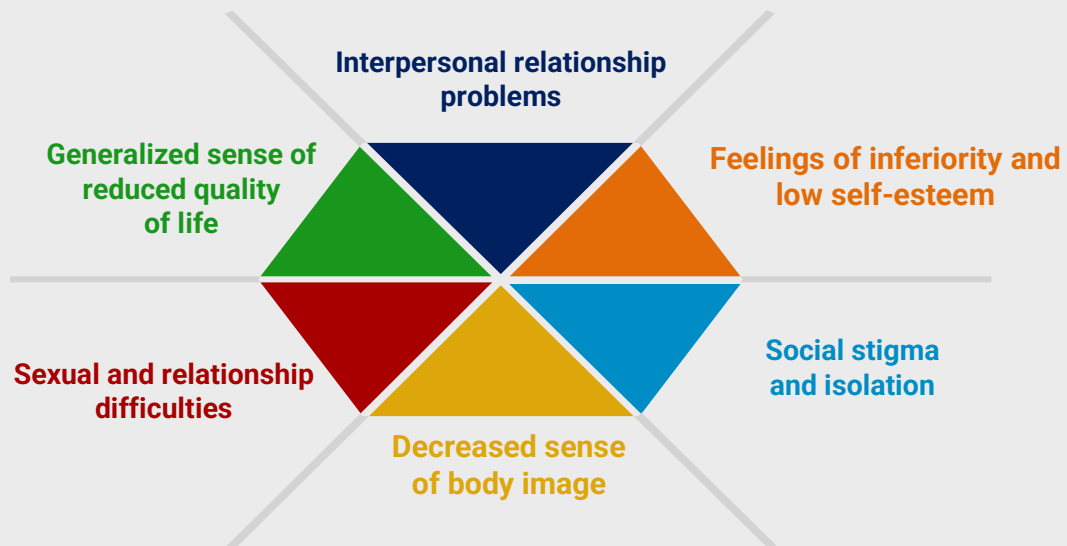 Interpersonal relationship
problems
Generalized sense of
reduced quality
of life
Feelings of inferiority and
low self-esteem
Sexual and relationship
difficulties
Social stigma
and isolation
Decreased sense
of body image